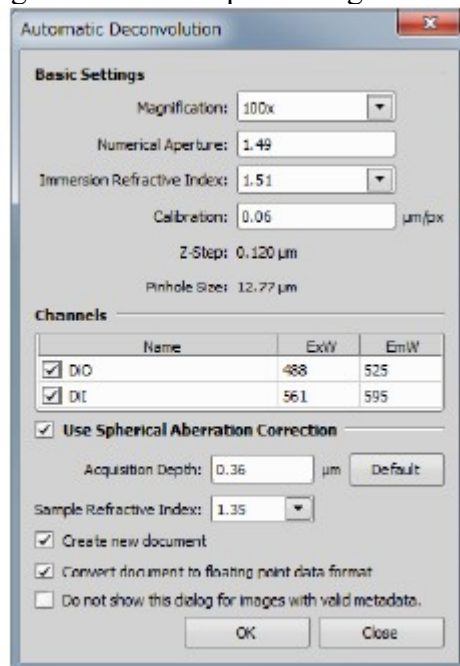 Automatic Deconvolution
Basic Settings
Magnification: 100x
Numerical Aperture: 1.49
Immersion Refractive Index: 1.51
Calibration: 0.06 µm/px
Z-Step: 0.120 µm
Pinhole Size: 12.77 µm
Channels
Name ExW EmW
DiO 488 525
DiI 561 595
Use Spherical Aberration Correction
Acquisition Depth: 0.36 µm Default
Sample Refractive Index: 1.35
Create new document
Convert document to floating point data format
Do not show this dialog for images with valid metadata.
OK Close